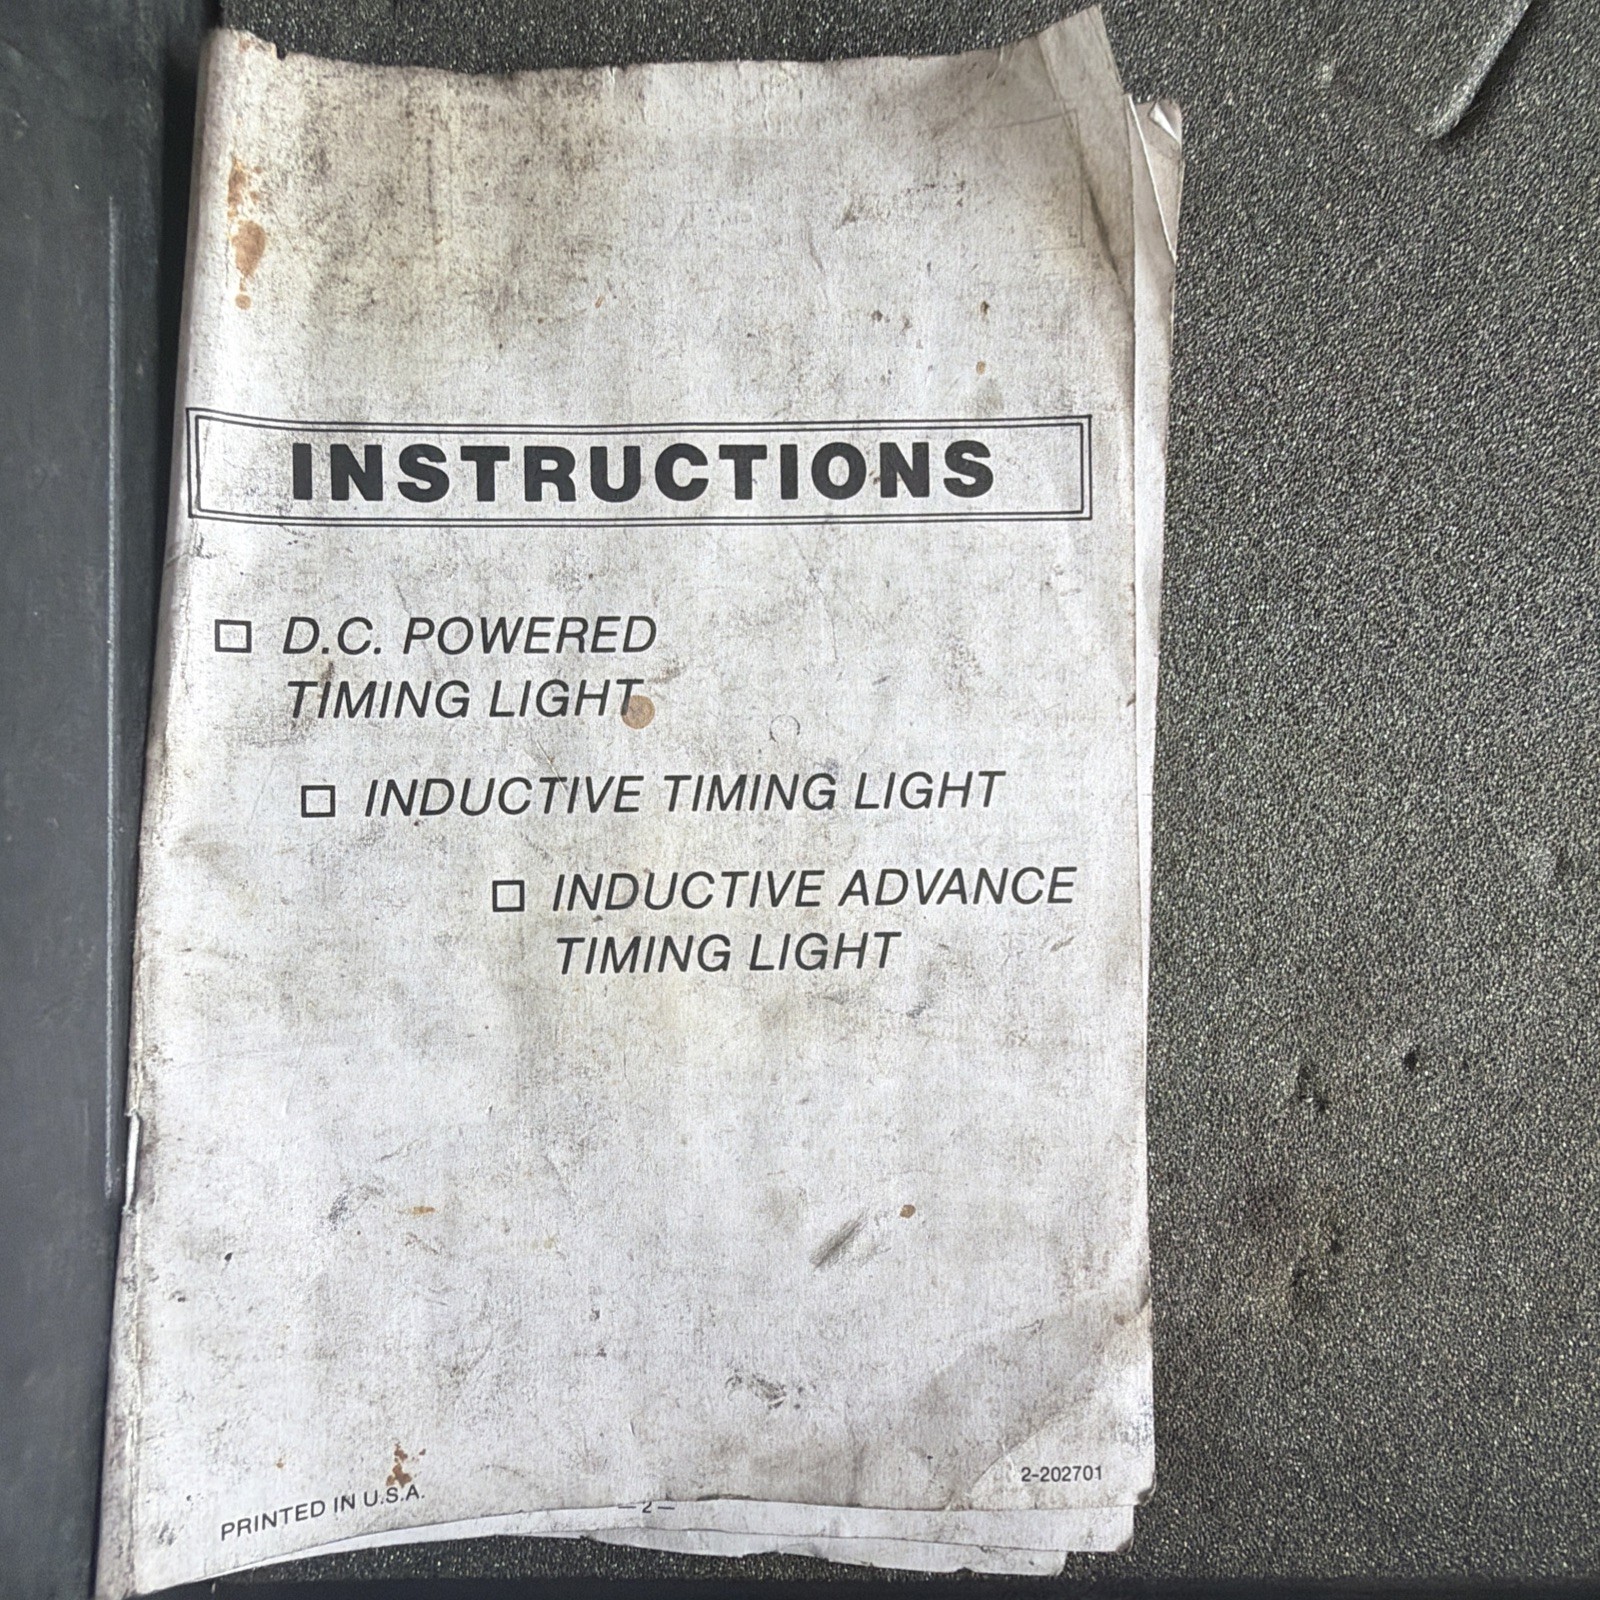 INSTRUCTIONS
D.C. POWERED
TIMING LIGHT
INDUCTIVE TIMING LIGHT
INDUCTIVE ADVANCE
TIMING LIGHT
2-202701
PRINTED IN U.S.A.
— 2 —